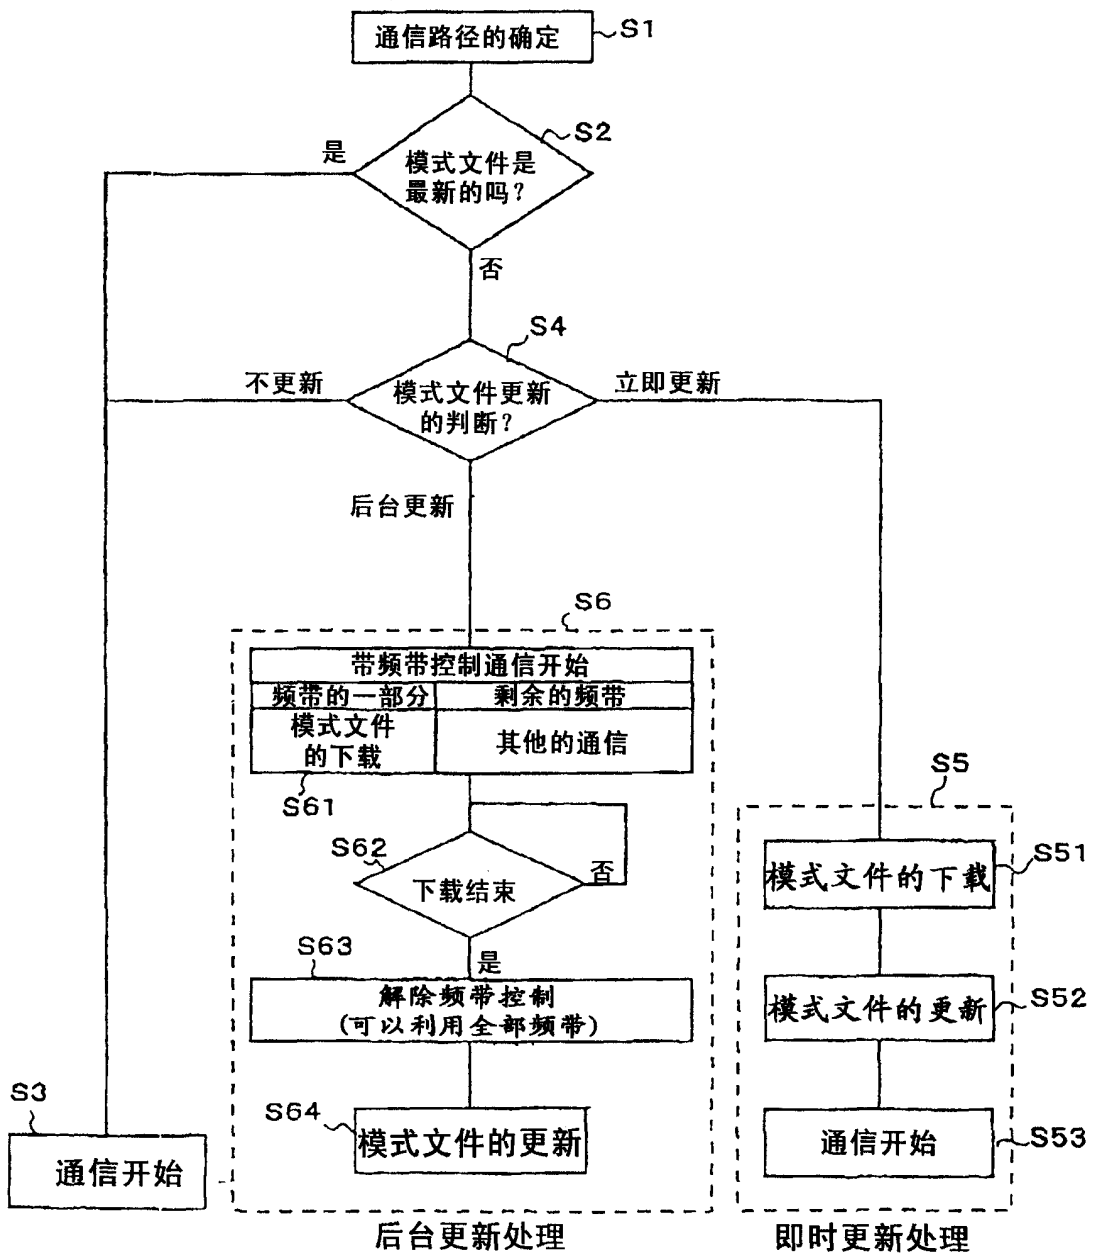 通信路径的确定
S1
S2
是
模式文件是
最新的吗?
否
S4
不更新
模式文件更新
的判断?
立即更新
后台更新
S6
带频带控制通信开始
频带的一部分
剩余的频带
模式文件
的下载
其他的通信
S61
S62
下载结束
否
S63
是
解除频带控制
(可以利用全部频带)
S64
模式文件的更新
后台更新处理
S3
通信开始
S5
S51
模式文件的下载
S52
模式文件的更新
S53
通信开始
即时更新处理